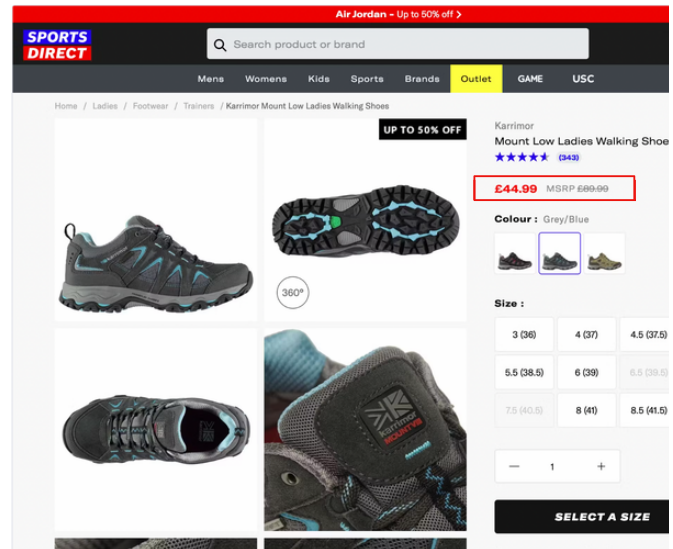 Air Jordan - Up to 50% off
SPORTS
DIRECT
Search product or brand
Mens Womens Kids Sports Brands Outlet GAME USC
Home / Ladies / Footwear / Trainers / Karrimor Mount Low Ladies Walking Shoes
UP TO 50% OFF
Karrimor
Mount Low Ladies Walking Shoe
(343)
£44.99 MSRP £89.99
Colour : Grey/Blue
360°
Size :
3 (36) 4 (37) 4.5 (37.5)
5.5 (38.5) 6 (39) 6.5 (39.5)
7.5 (40.5) 8 (41) 8.5 (41.5)
karrimor
MOUNT
1
SELECT A SIZE